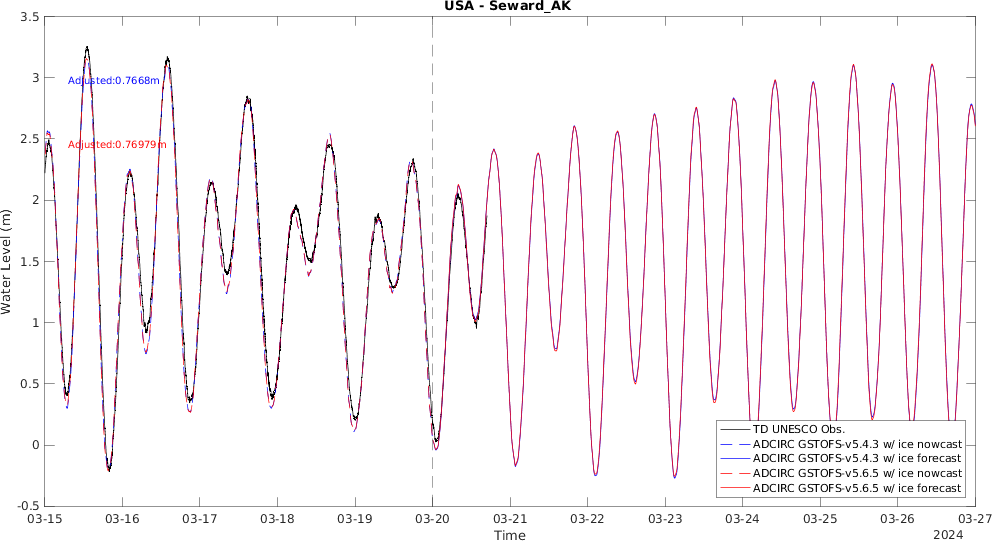 USA - Seward_AK
3.5
3
2.5
2
1.5
1
0.5
0
-0.5
Water Level (m)
Adjusted:0.7668m
Adjusted:0.76979m
TD UNESCO Obs.
ADCIRC GSTOFS-v5.4.3 w/ ice nowcast
ADCIRC GSTOFS-v5.4.3 w/ ice forecast
ADCIRC GSTOFS-v5.6.5 w/ ice nowcast
ADCIRC GSTOFS-v5.6.5 w/ ice forecast
03-15 03-16 03-17 03-18 03-19 03-20 03-21 03-22 03-23 03-24 03-25 03-26 03-27
Time
2024